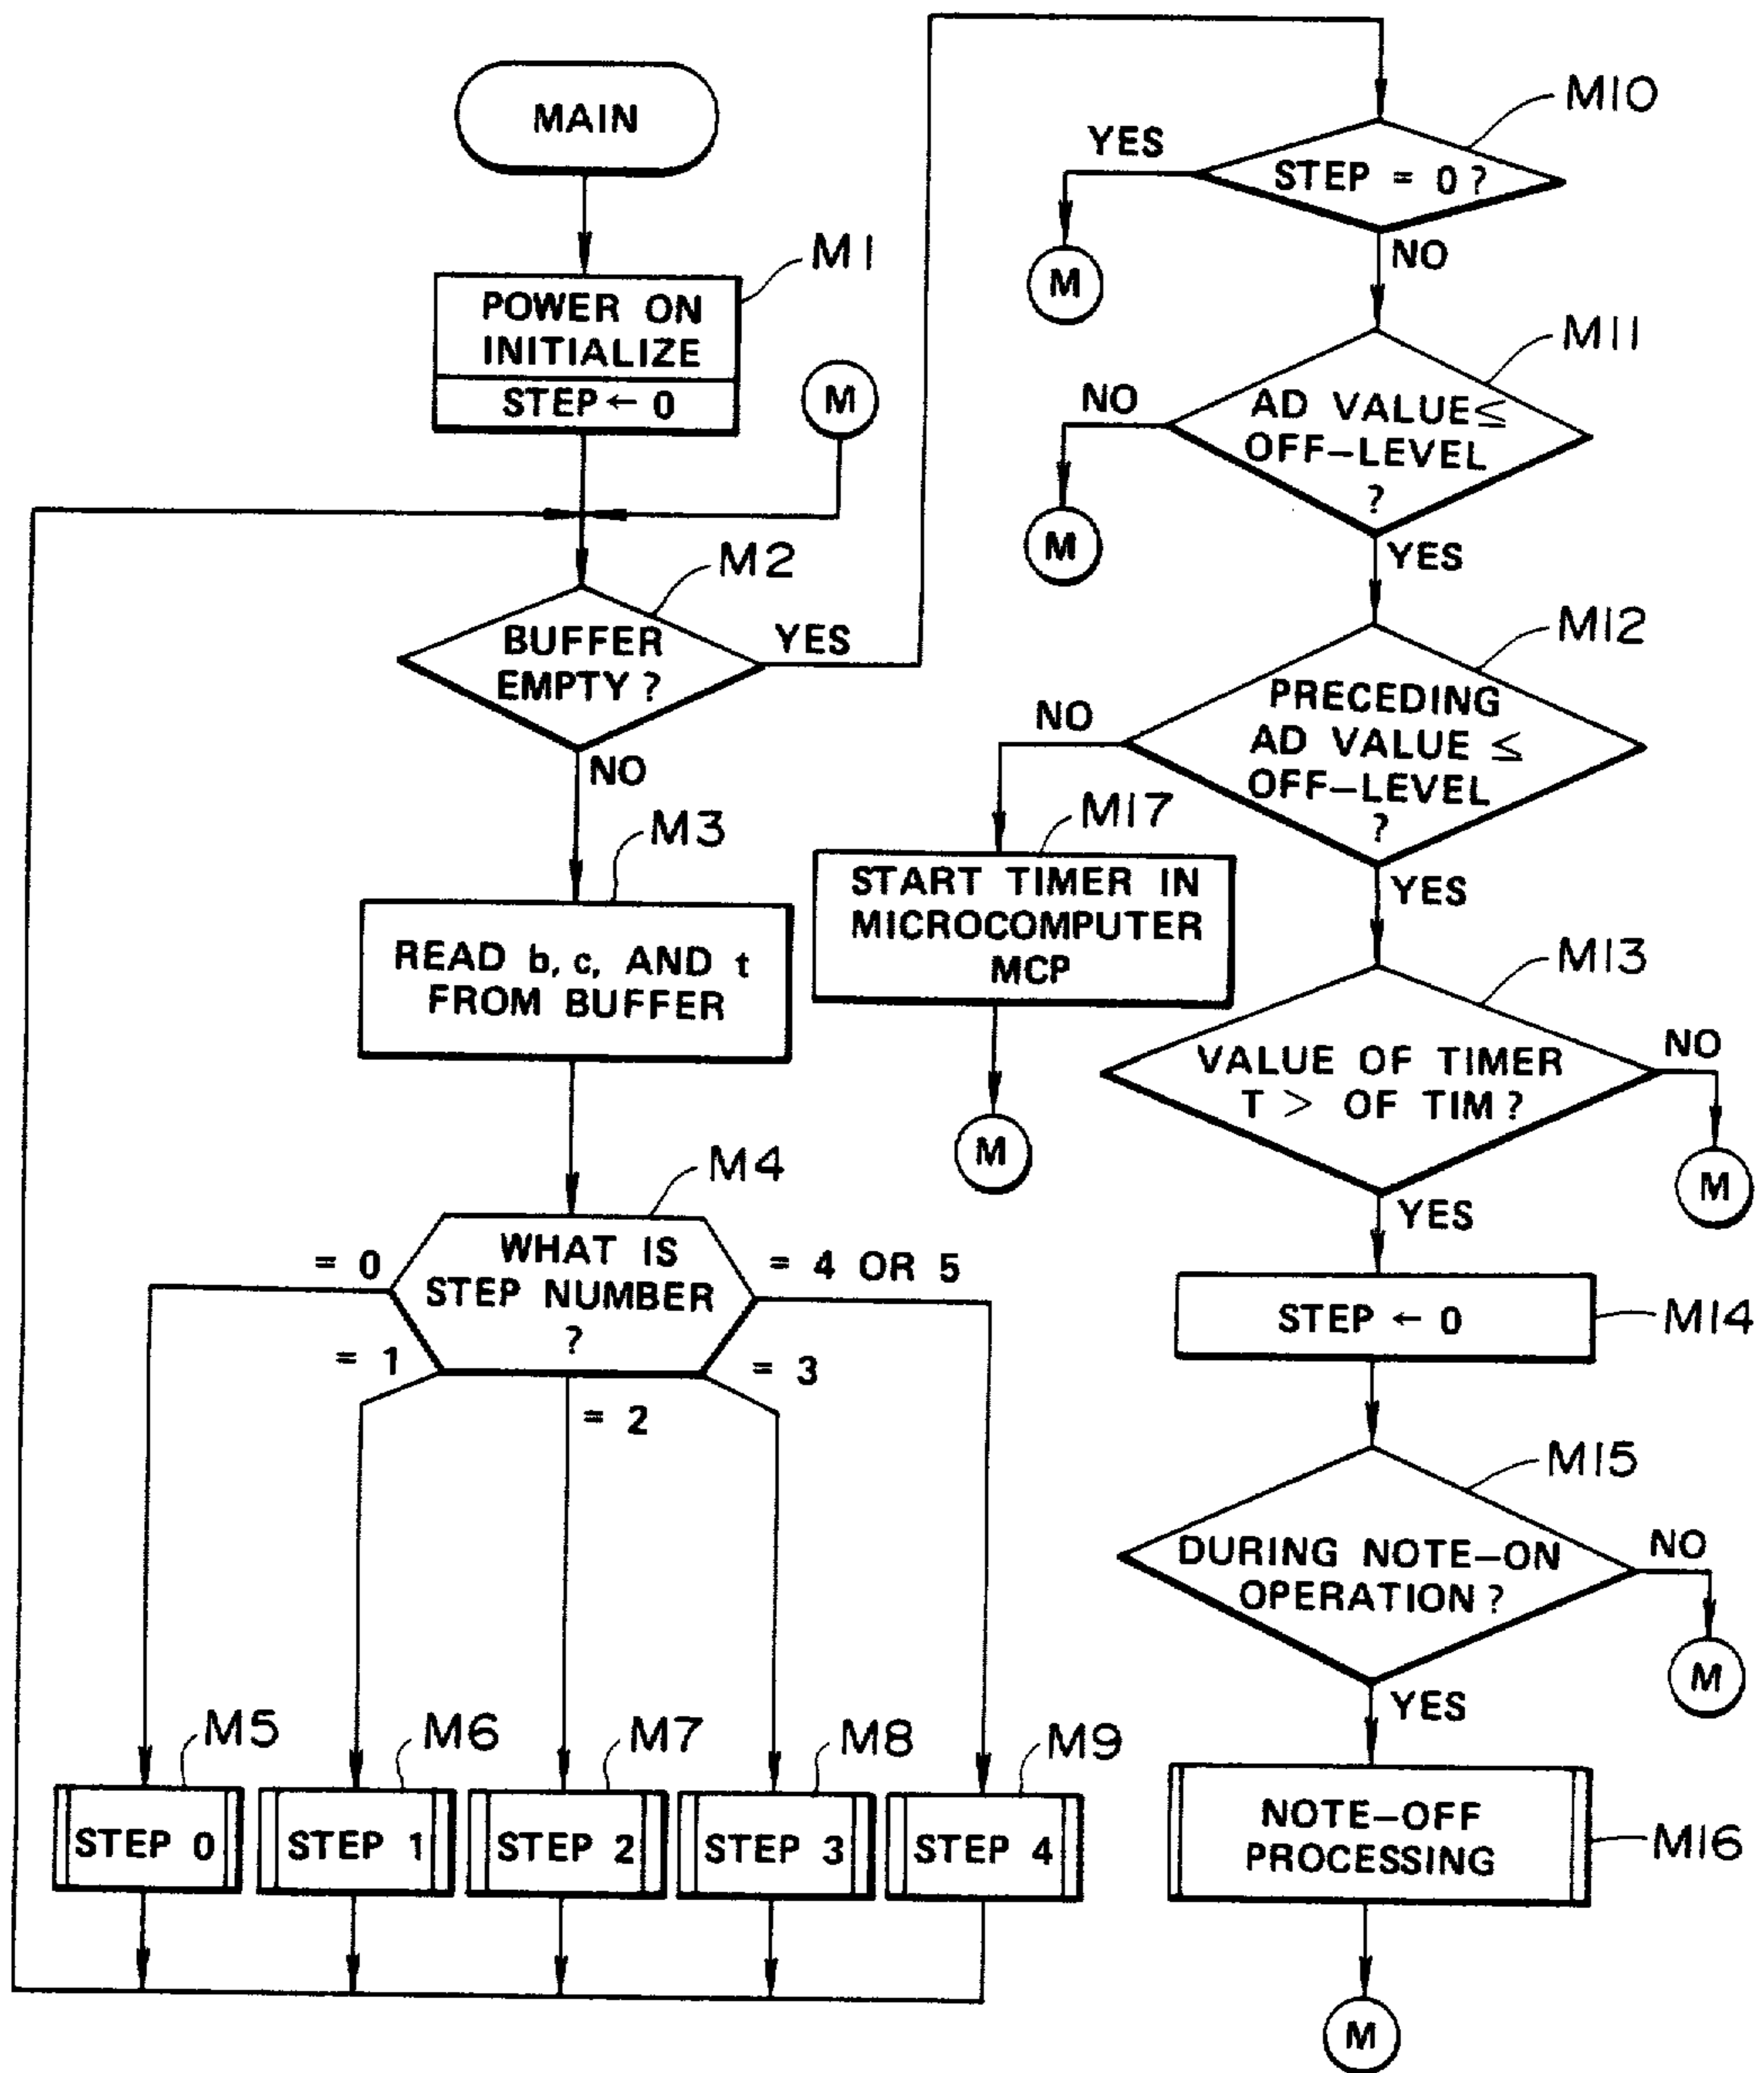 MAIN
M1
POWER ON
INITIALIZE
STEP ← 0
M
M2
BUFFER
EMPTY ?
YES
NO
M3
READ b, c, AND t
FROM BUFFER
M4
WHAT IS
STEP NUMBER
?
= 0
= 1
= 2
= 3
= 4 OR 5
M5
STEP 0
M6
STEP 1
M7
STEP 2
M8
STEP 3
M9
STEP 4
M10
STEP = 0 ?
YES
M
NO
M11
AD VALUE ≤
OFF-LEVEL
?
NO
M
YES
M12
PRECEDING
AD VALUE ≤
OFF-LEVEL
?
NO
M17
START TIMER IN
MICROCOMPUTER
MCP
M
YES
M13
VALUE OF TIMER
T > OF TIM ?
NO
M
YES
STEP ← 0
M14
M15
DURING NOTE-ON
OPERATION ?
NO
M
YES
NOTE-OFF
PROCESSING
M16
M